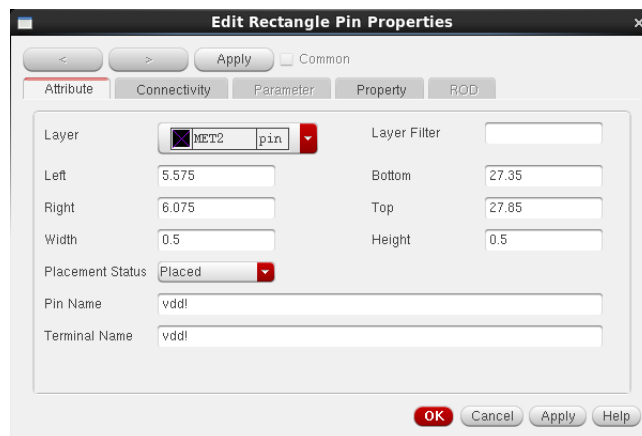 Edit Rectangle Pin Properties x
< > Apply Common
Attribute Connectivity Parameter Property ROD
Layer MET2 pin Layer Filter
Left 5.575 Bottom 27.35
Right 6.075 Top 27.85
Width 0.5 Height 0.5
Placement Status Placed
Pin Name vdd!
Terminal Name vdd!
OK Cancel Apply Help